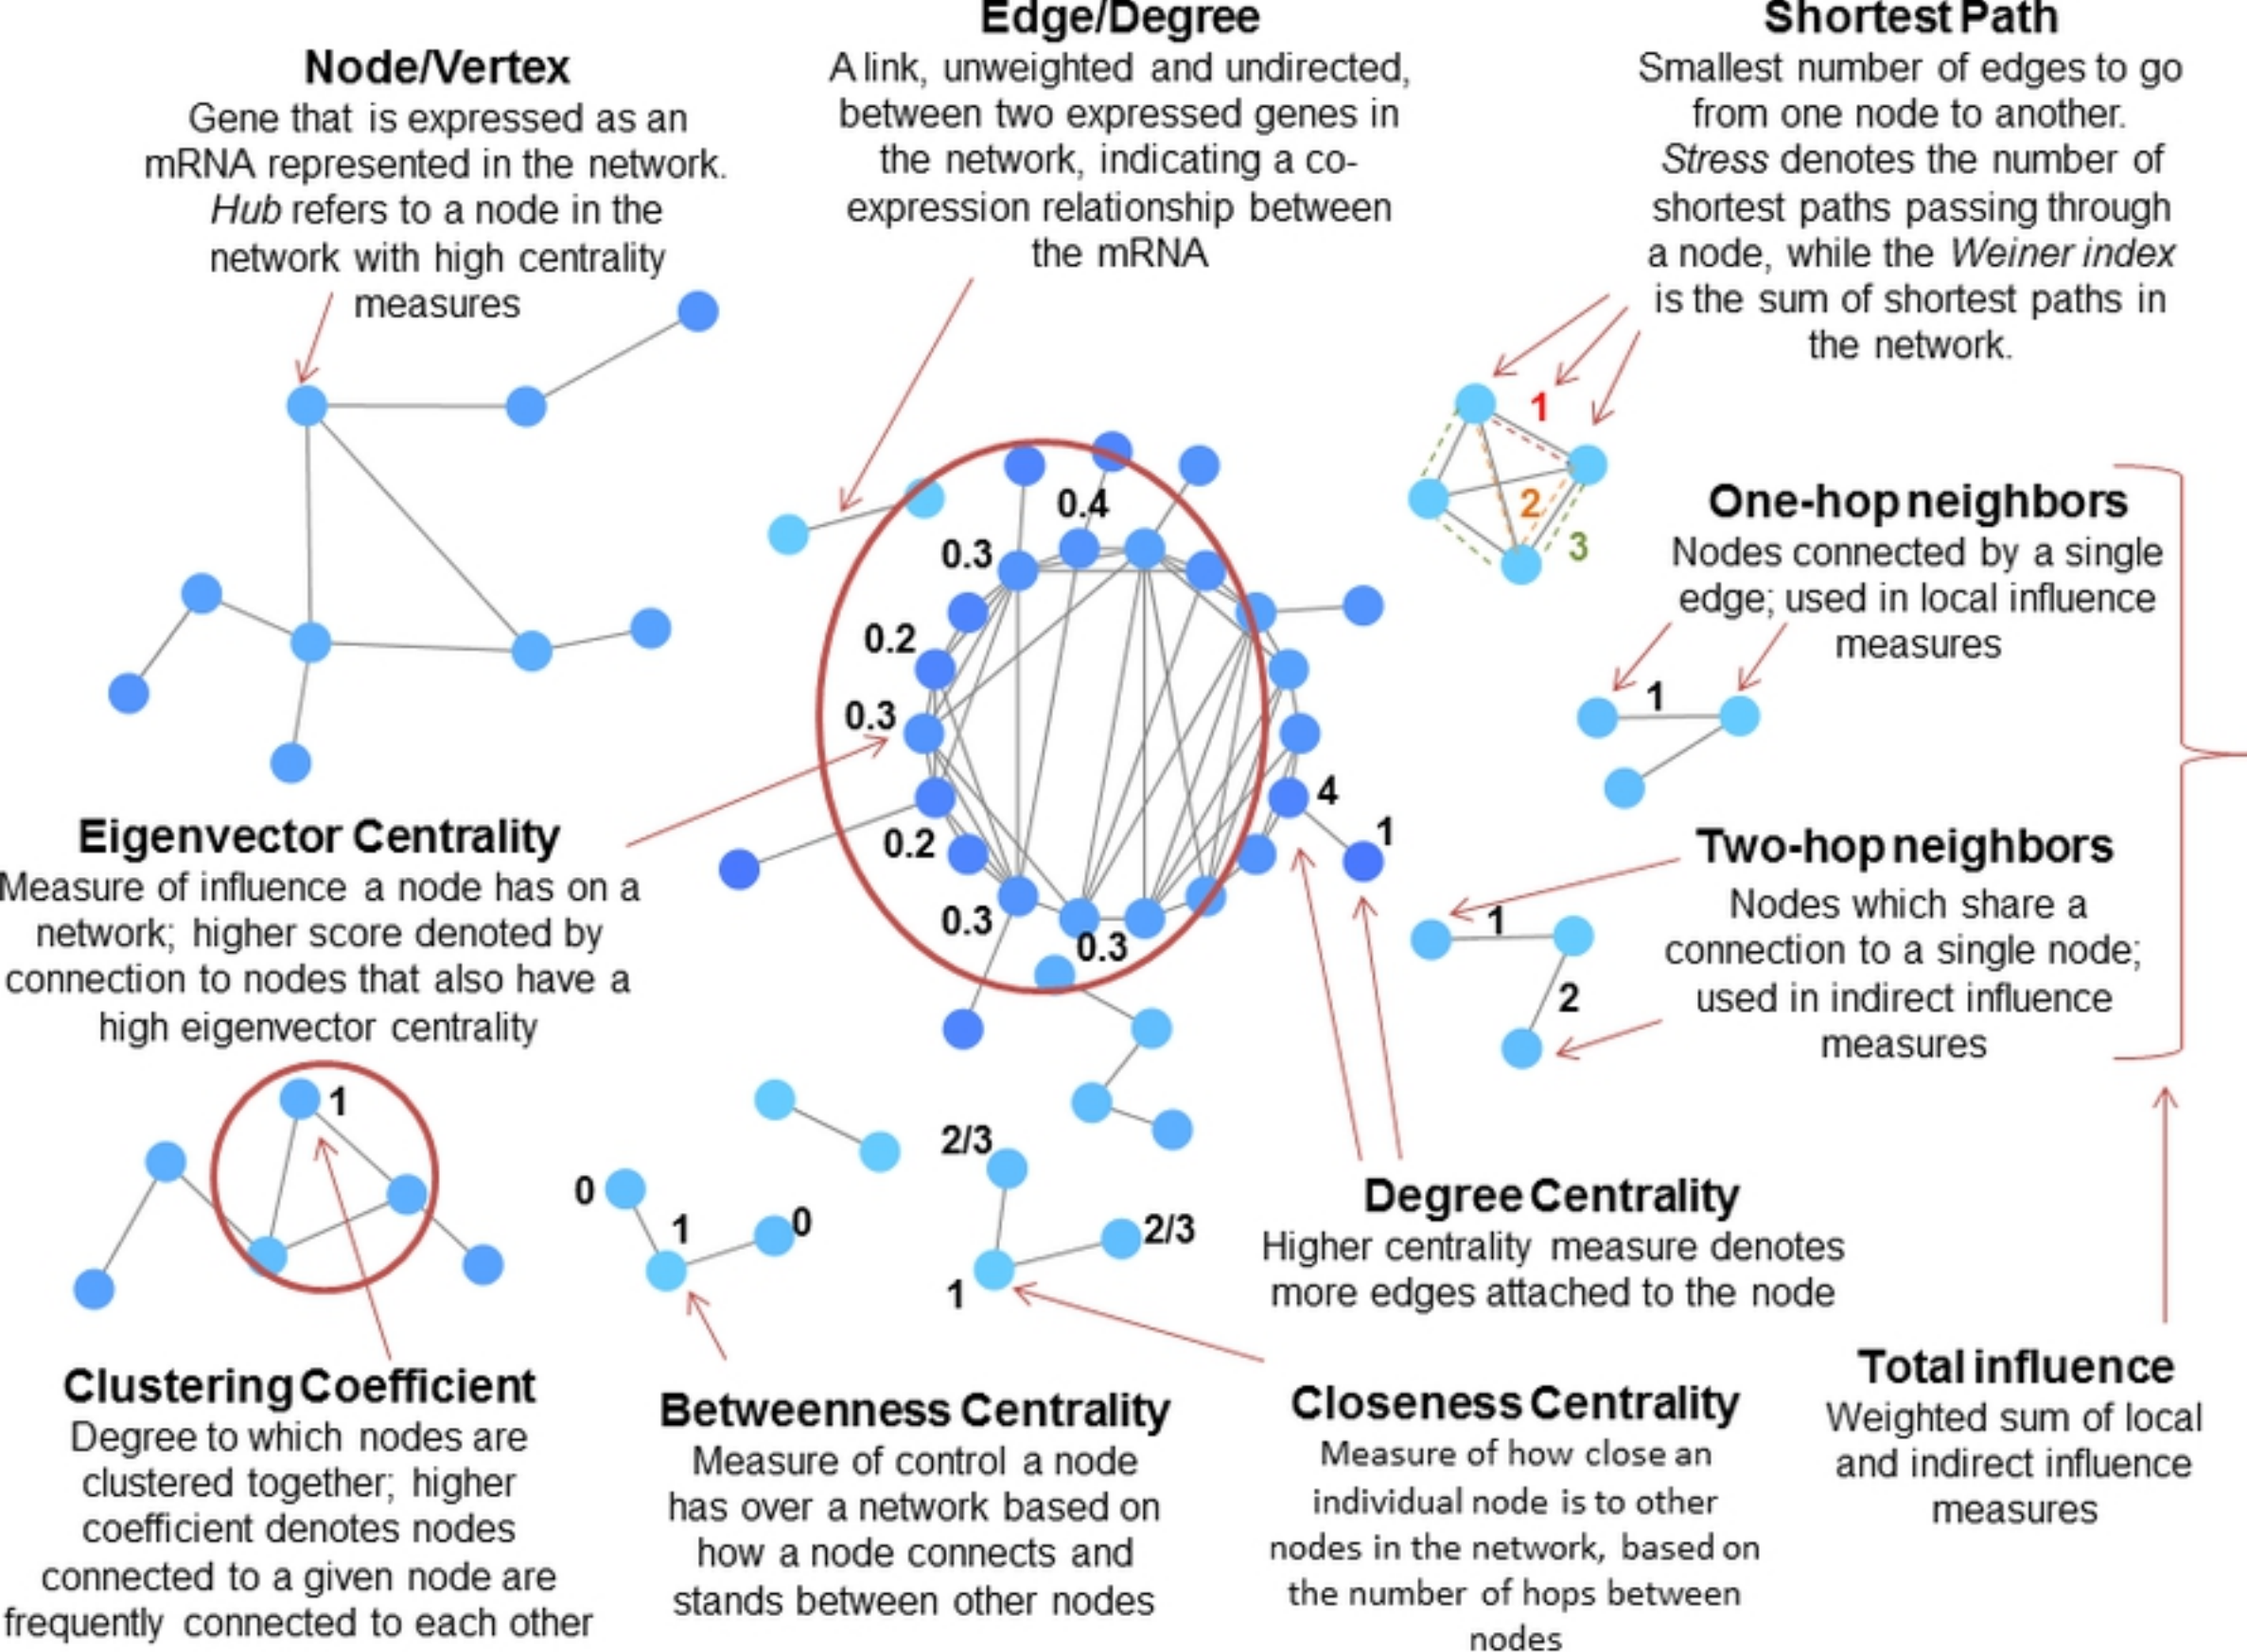 Node/Vertex
Gene that is expressed as an
mRNA represented in the network.
Hub refers to a node in the
network with high centrality
measures
Edge/Degree
A link, unweighted and undirected,
between two expressed genes in
the network, indicating a co-
expression relationship between
the mRNA
Shortest Path
Smallest number of edges to go
from one node to another.
Stress denotes the number of
shortest paths passing through
a node, while the Weiner index
is the sum of shortest paths in
the network.
1
2
3
0.4
0.3
0.2
0.3
0.2
0.3
0.3
4
1
One-hop neighbors
Nodes connected by a single
edge; used in local influence
measures
1
Two-hop neighbors
Nodes which share a
connection to a single node;
used in indirect influence
measures
1
2
Eigenvector Centrality
Measure of influence a node has on a
network; higher score denoted by
connection to nodes that also have a
high eigenvector centrality
1
0
1
0
2/3
2/3
1
Degree Centrality
Higher centrality measure denotes
more edges attached to the node
Clustering Coefficient
Degree to which nodes are
clustered together; higher
coefficient denotes nodes
connected to a given node are
frequently connected to each other
Betweenness Centrality
Measure of control a node
has over a network based on
how a node connects and
stands between other nodes
Closeness Centrality
Measure of how close an
individual node is to other
nodes in the network, based on
the number of hops between
nodes
Total influence
Weighted sum of local
and indirect influence
measures